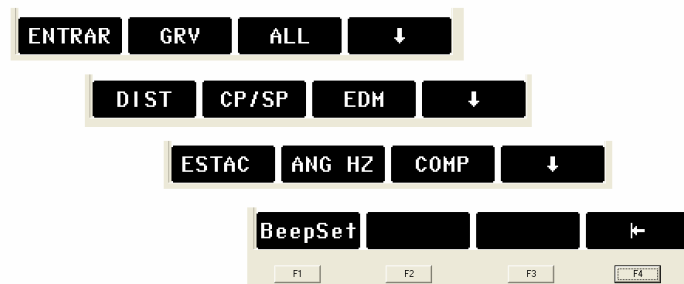 ENTRAR GRV ALL ↓
DIST CP/SP EDM ↓
ESTAC ANG HZ COMP ↓
BeepSet
F1 F2 F3 F4